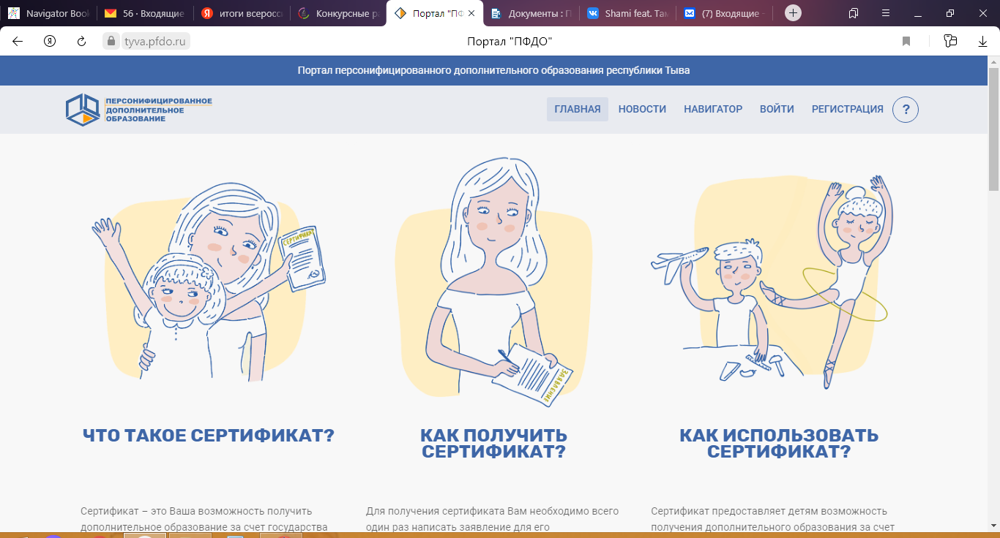 Navigator Book
56 · Входящие
итоги всеросс
Конкурсные ра
Портал "ПФ
Документы : П
Shami feat. Там
(7) Входящие -
tyva.pfdo.ru
Портал "ПФДО"
Портал персонифицированного дополнительного образования республики Тыва
ПЕРСОНИФИЦИРОВАННОЕ
ДОПОЛНИТЕЛЬНОЕ
ОБРАЗОВАНИЕ
ГЛАВНАЯ НОВОСТИ НАВИГАТОР ВОЙТИ РЕГИСТРАЦИЯ ?
СЕРТИФИКАТ
ЗАЯВЛЕНИЕ
ЧТО ТАКОЕ СЕРТИФИКАТ?
КАК ПОЛУЧИТЬ
СЕРТИФИКАТ?
КАК ИСПОЛЬЗОВАТЬ
СЕРТИФИКАТ?
Сертификат – это Ваша возможность получить
дополнительное образование за счет государства
Для получения сертификата Вам необходимо всего
один раз написать заявление для его
Сертификат предоставляет детям возможность
получения дополнительного образования за счет